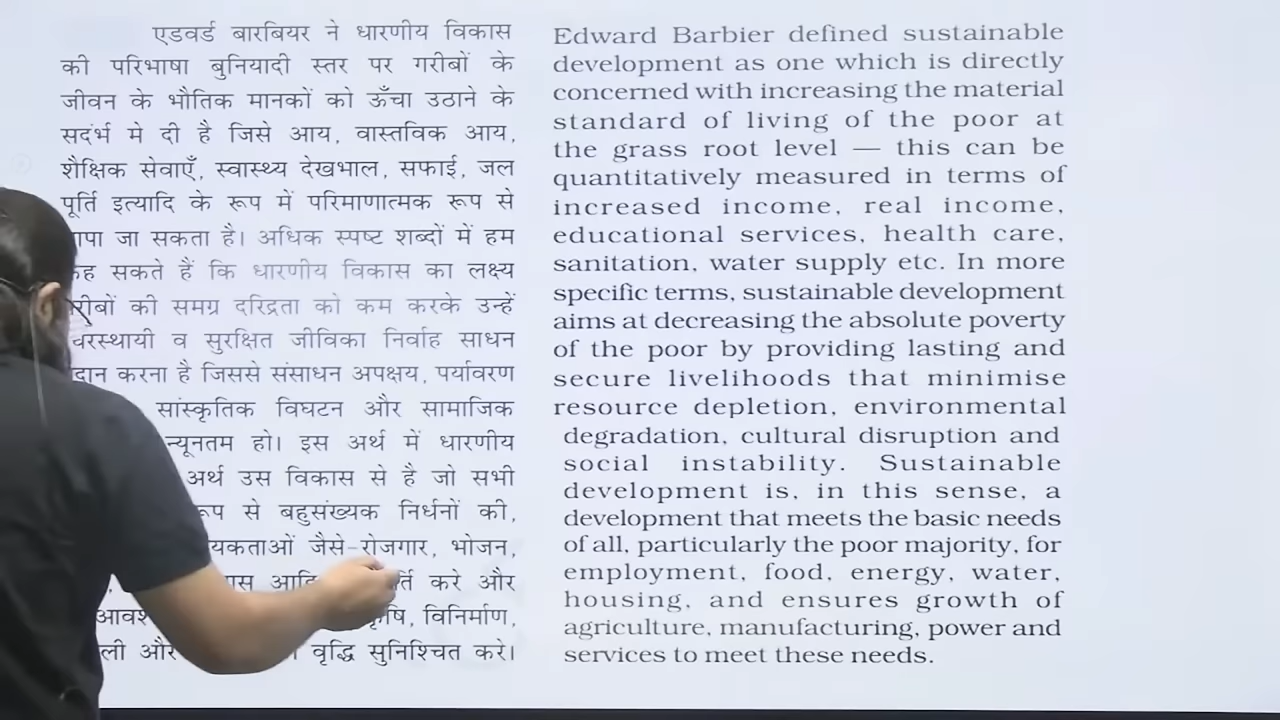 एडवर्ड बारबियर ने धारणीय विकास
की परिभाषा बुनियादी स्तर पर गरीबों के
जीवन के भौतिक मानकों को ऊँचा उठाने के
सदर्ंभ मे दी है जिसे आय, वास्तविक आय,
शैक्षिक सेवाएँ, स्वास्थ्य देखभाल, सफाई, जल
पूर्ति इत्यादि के रूप में परिमाणात्मक रूप से
जा सकता है। अधिक स्पष्ट शब्दों में हम
सकते हैं कि धारणीय विकास का लक्ष्य
की समग्र दरिद्रता को कम करके उन्हें
व सुरक्षित जीविका निर्वाह साधन
करना है जिससे संसाधन अपक्षय, पर्यावरण
सांस्कृतिक विघटन और सामाजिक
न्यूनतम हो। इस अर्थ में धारणीय
अर्थ उस विकास से है जो सभी
से बहुसंख्यक निर्धनों की,
जैसे-रोजगार, भोजन,
करे और
विनिर्माण,
वृद्धि सुनिश्चित करे।
Edward Barbier defined sustainable
development as one which is directly
concerned with increasing the material
standard of living of the poor at
the grass root level — this can be
quantitatively measured in terms of
increased income, real income,
educational services, health care,
sanitation, water supply etc. In more
specific terms, sustainable development
aims at decreasing the absolute poverty
of the poor by providing lasting and
secure livelihoods that minimise
resource depletion, environmental
degradation, cultural disruption and
social instability. Sustainable
development is, in this sense, a
development that meets the basic needs
of all, particularly the poor majority, for
employment, food, energy, water,
housing, and ensures growth of
agriculture, manufacturing, power and
services to meet these needs.